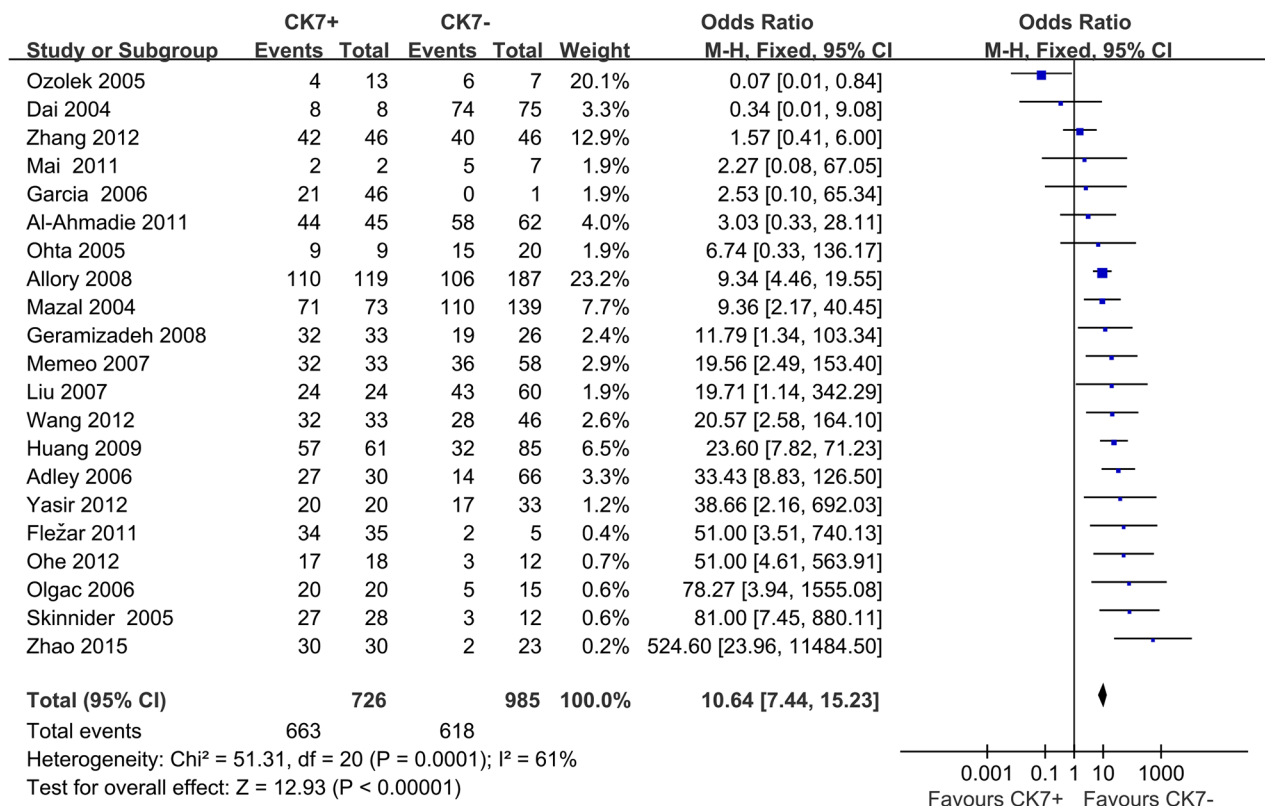 CK7+ CK7- Odds Ratio Odds Ratio
Study or Subgroup Events Total Events Total Weight M-H, Fixed, 95% CI M-H, Fixed, 95% CI
Ozolek 2005 4 13 6 7 20.1% 0.07 [0.01, 0.84]
Dai 2004 8 8 74 75 3.3% 0.34 [0.01, 9.08]
Zhang 2012 42 46 40 46 12.9% 1.57 [0.41, 6.00]
Mai 2011 2 2 5 7 1.9% 2.27 [0.08, 67.05]
Garcia 2006 21 46 0 1 1.9% 2.53 [0.10, 65.34]
Al-Ahmadie 2011 44 45 58 62 4.0% 3.03 [0.33, 28.11]
Ohta 2005 9 9 15 20 1.9% 6.74 [0.33, 136.17]
Allory 2008 110 119 106 187 23.2% 9.34 [4.46, 19.55]
Mazal 2004 71 73 110 139 7.7% 9.36 [2.17, 40.45]
Geramizadeh 2008 32 33 19 26 2.4% 11.79 [1.34, 103.34]
Memeo 2007 32 33 36 58 2.9% 19.56 [2.49, 153.40]
Liu 2007 24 24 43 60 1.9% 19.71 [1.14, 342.29]
Wang 2012 32 33 28 46 2.6% 20.57 [2.58, 164.10]
Huang 2009 57 61 32 85 6.5% 23.60 [7.82, 71.23]
Adley 2006 27 30 14 66 3.3% 33.43 [8.83, 126.50]
Yasir 2012 20 20 17 33 1.2% 38.66 [2.16, 692.03]
Fležar 2011 34 35 2 5 0.4% 51.00 [3.51, 740.13]
Ohe 2012 17 18 3 12 0.7% 51.00 [4.61, 563.91]
Olgac 2006 20 20 5 15 0.6% 78.27 [3.94, 1555.08]
Skinnider 2005 27 28 3 12 0.6% 81.00 [7.45, 880.11]
Zhao 2015 30 30 2 23 0.2% 524.60 [23.96, 11484.50]
Total (95% CI) 726 985 100.0% 10.64 [7.44, 15.23]
Total events 663 618
Heterogeneity: Chi² = 51.31, df = 20 (P = 0.0001); I² = 61%
Test for overall effect: Z = 12.93 (P < 0.00001)
0.001 0.1 1 10 1000
Favours CK7+ Favours CK7-